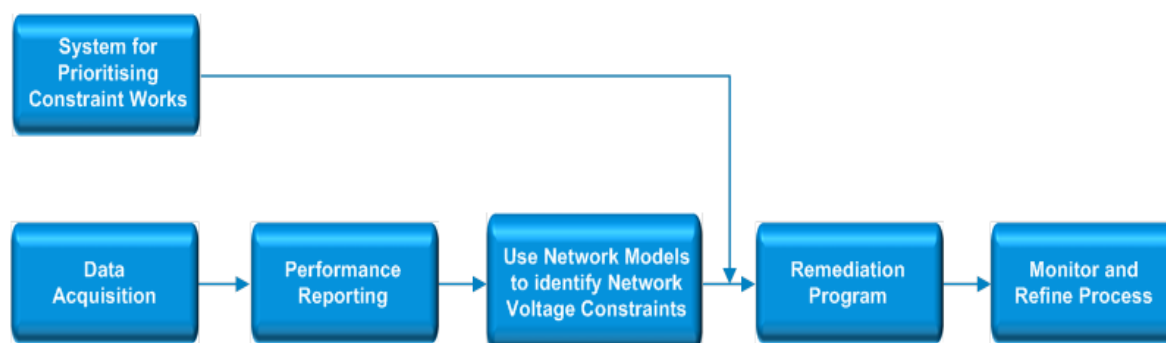 System for
Prioritising
Constraint Works
Data
Acquisition
Performance
Reporting
Use Network Models
to identify Network
Voltage Constraints
Remediation
Program
Monitor and
Refine Process